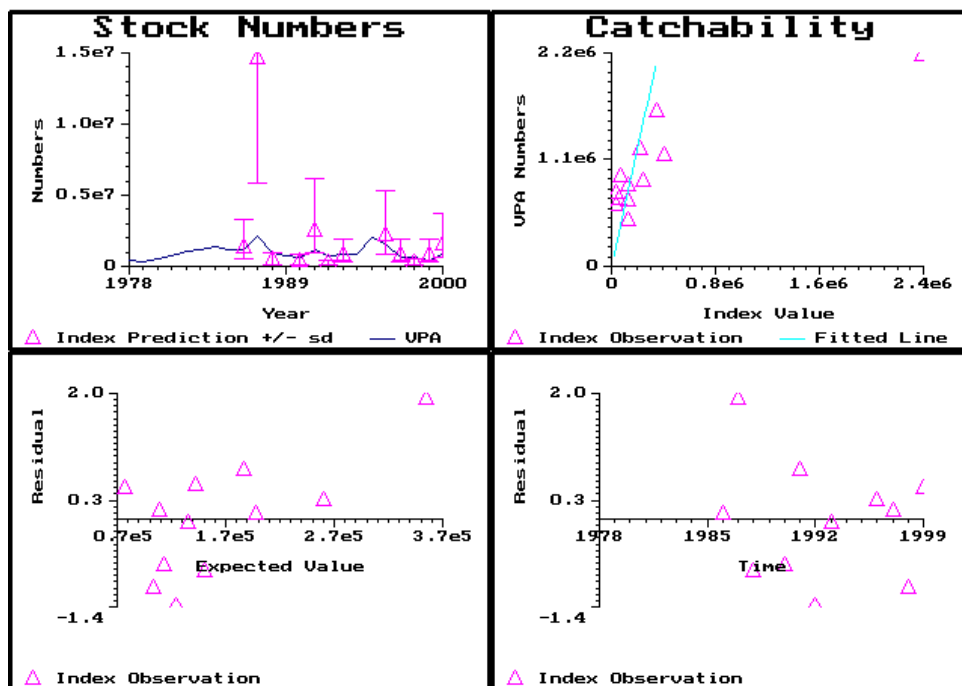 Stock Numbers
1.5e7
1.0e7
0.5e7
0
Numbers
1978 1989 2000
Year
Index Prediction +/- sd VPA
Catchability
2.2e6
1.1e6
0
VPA Numbers
0 0.8e6 1.6e6 2.4e6
Index Value
Index Observation Fitted Line
2.0
0.3
-1.4
Residual
0.7e5 1.7e5 2.7e5 3.7e5
Expected Value
Index Observation
2.0
0.3
-1.4
Residual
1978 1985 1992 1999
Time
Index Observation